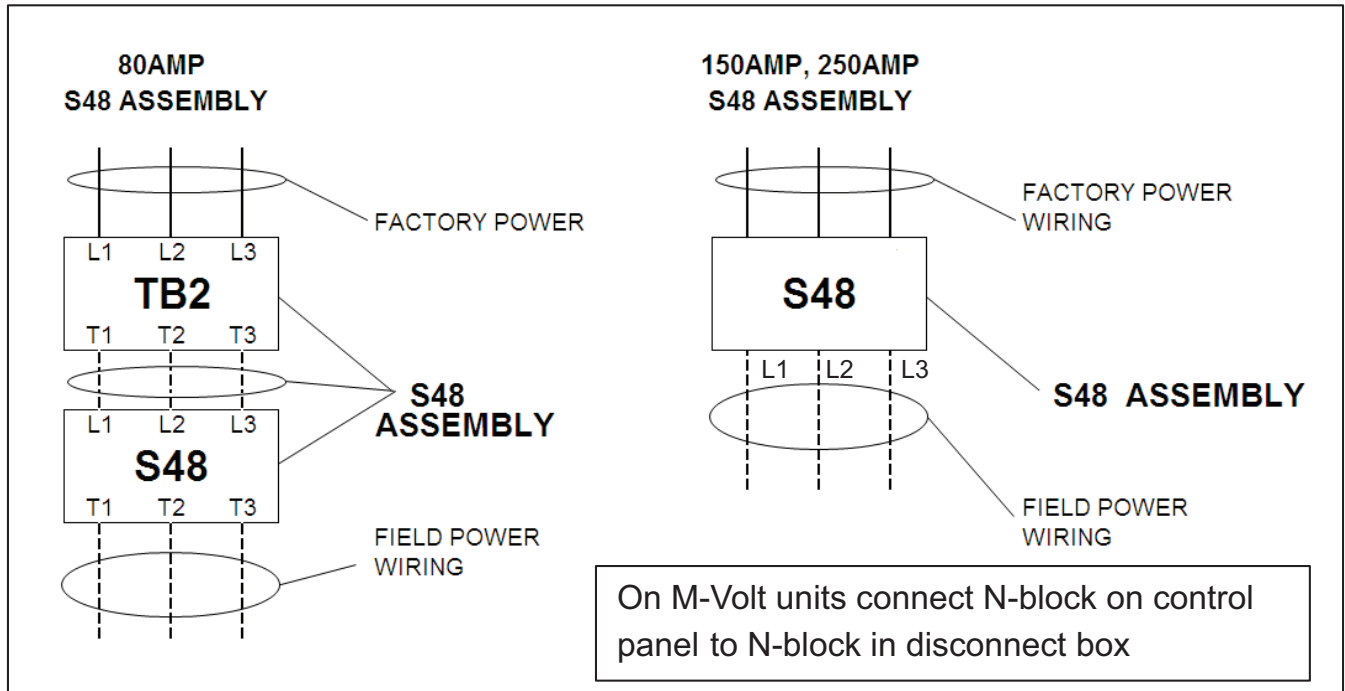 80AMP
S48 ASSEMBLY
FACTORY POWER
L1 L2 L3
TB2
T1 T2 T3
S48
ASSEMBLY
L1 L2 L3
S48
T1 T2 T3
FIELD POWER
WIRING
150AMP, 250AMP
S48 ASSEMBLY
FACTORY POWER
WIRING
S48
L1 L2 L3
S48 ASSEMBLY
FIELD POWER
WIRING
On M-Volt units connect N-block on control
panel to N-block in disconnect box